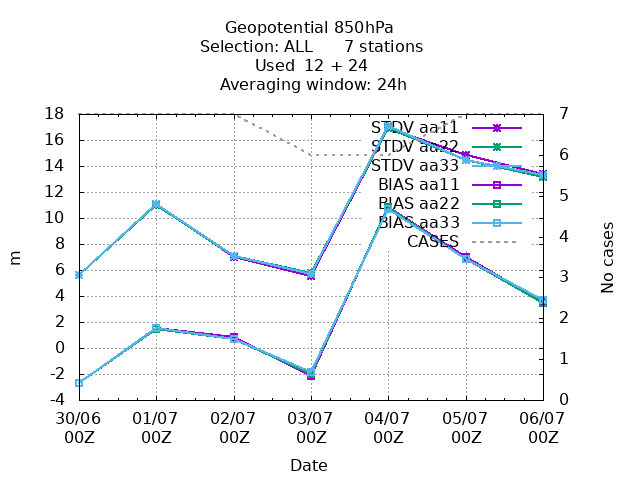 Geopotential 850hPa
Selection: ALL 7 stations
Used 12 + 24
Averaging window: 24h
18
16
14
12
10
8
6
4
2
0
-2
-4
m
7
6
5
4
3
2
1
0
No cases
STDV aa11
STDV aa22
STDV aa33
BIAS aa11
BIAS aa22
BIAS aa33
CASES
30/06 01/07 02/07 03/07 04/07 05/07 06/07
00Z 00Z 00Z 00Z 00Z 00Z 00Z
Date